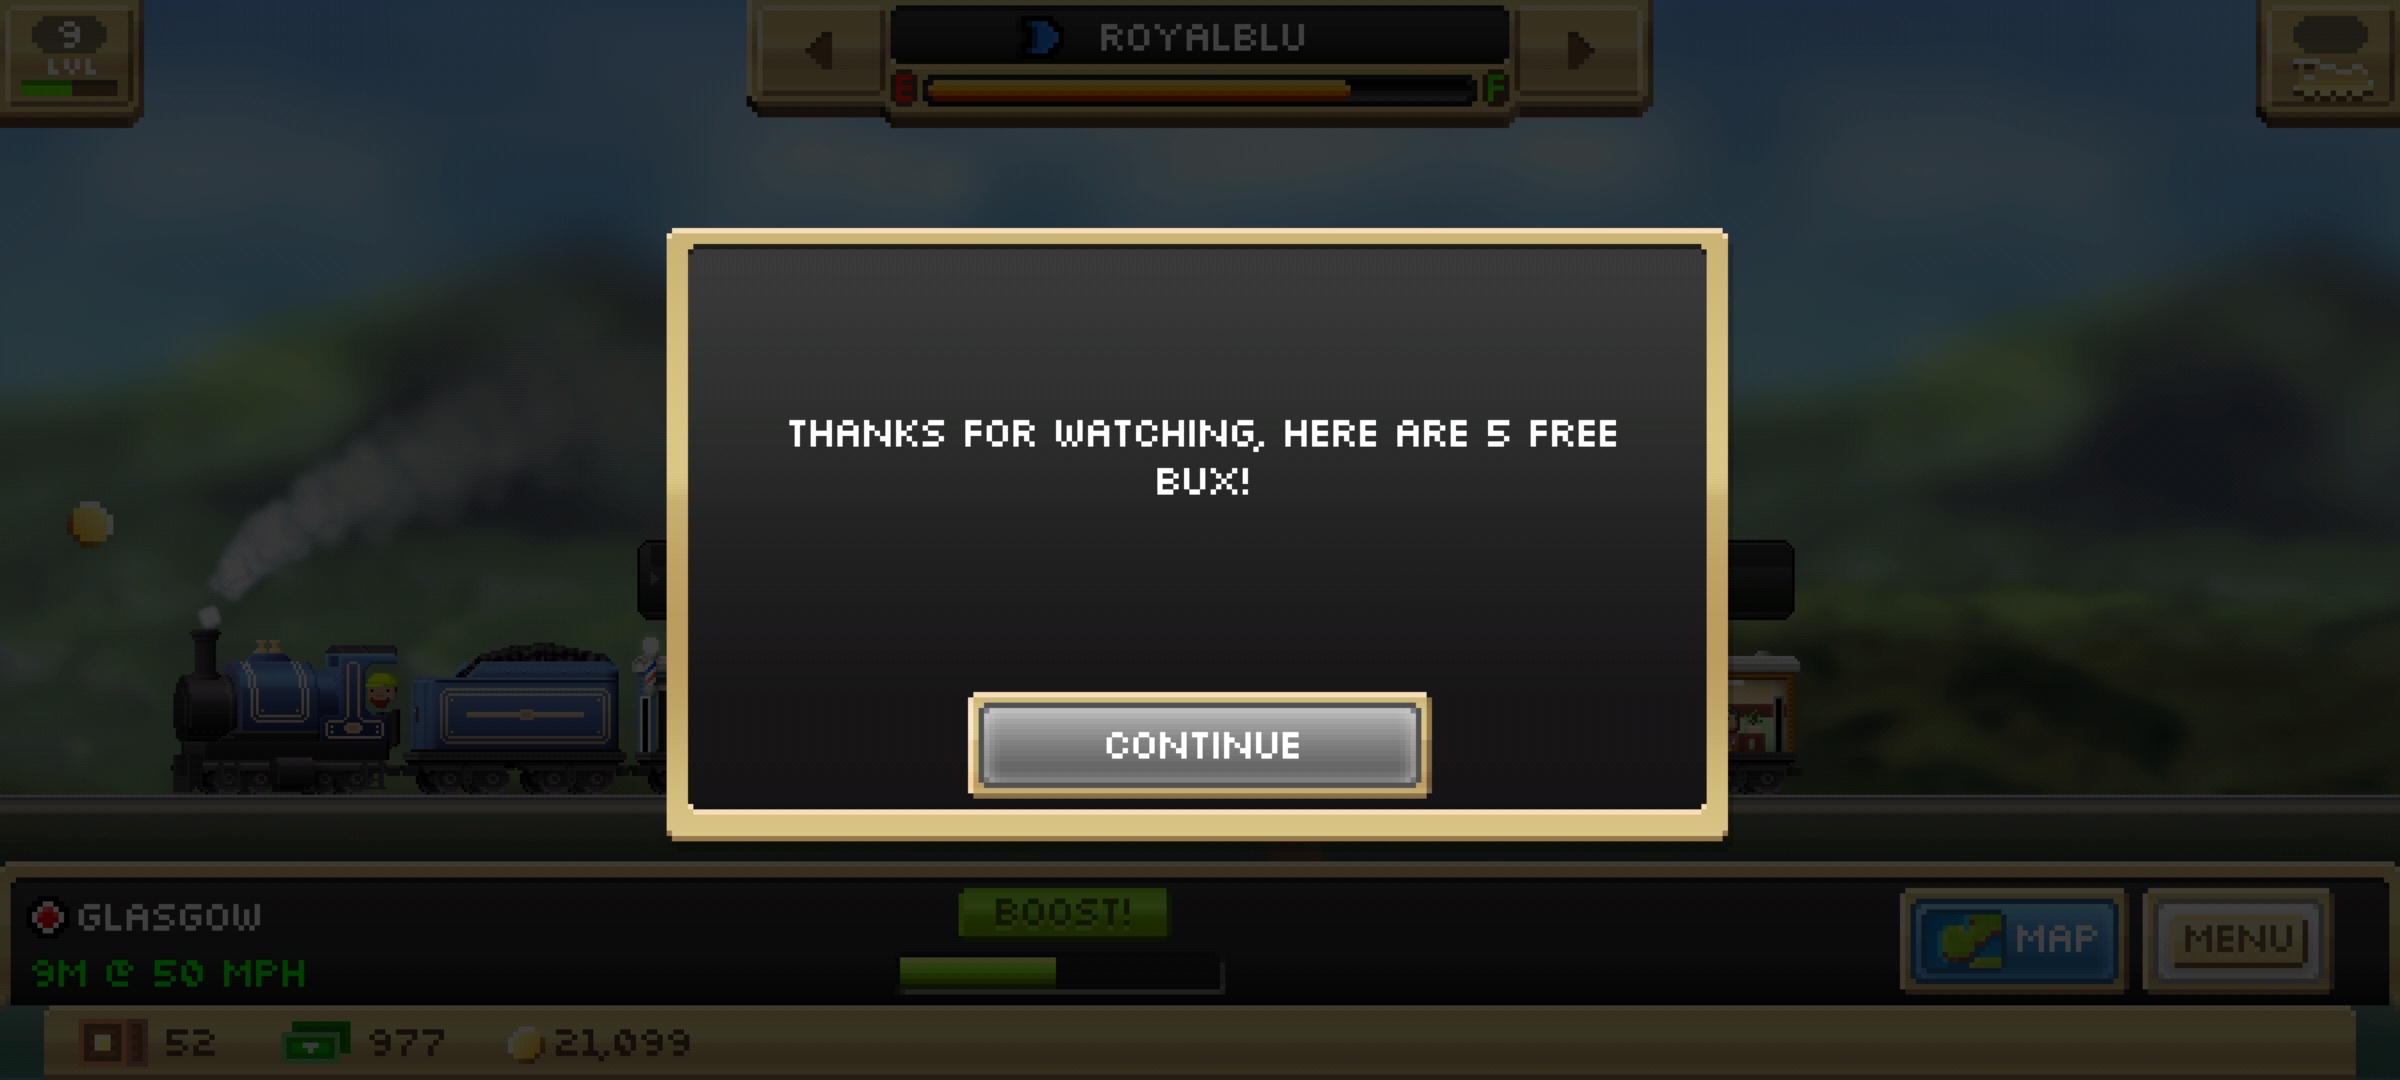 9
LVL
ROYALBLU
E F
THANKS FOR WATCHING, HERE ARE 5 FREE
BUX!
CONTINUE
GLASGOW
9M @ 50 MPH
BOOST!
MAP
MENU
52 977 21,099